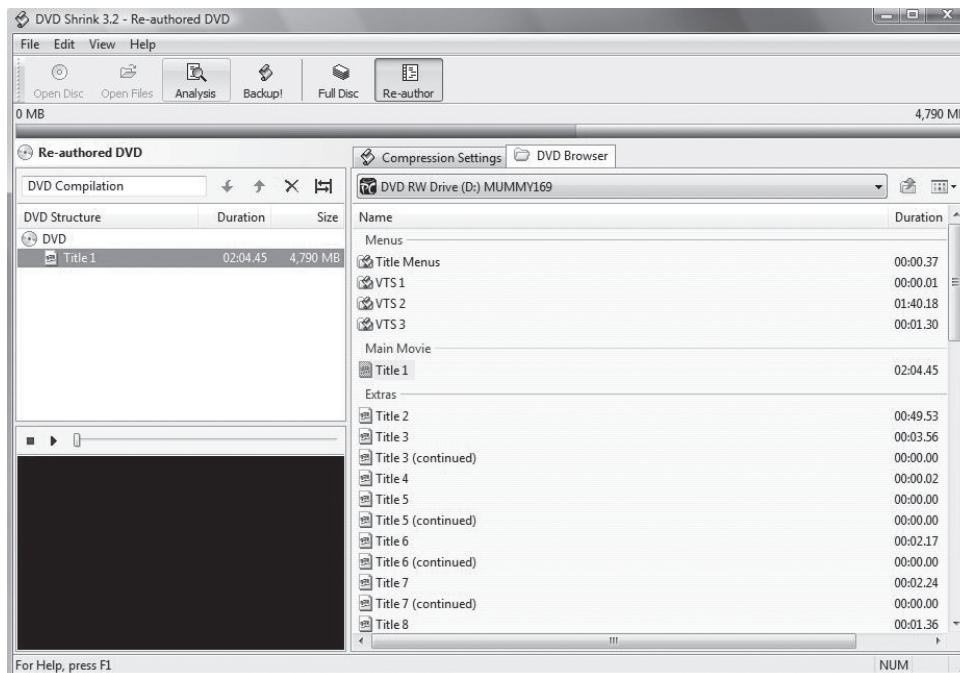 DVD Shrink 3.2 - Re-authored DVD
File Edit View Help
Open Disc Open Files Analysis Backup! Full Disc Re-author
0 MB 4,790 M
Re-authored DVD
DVD Compilation
DVD Structure Duration Size
DVD
Title 1 02:04.45 4,790 MB
Compression Settings DVD Browser
DVD RW Drive (D:) MUMMY169
Name Duration
Menus
Title Menus 00:00.37
VTS 1 00:00.01
VTS 2 01:40.18
VTS 3 00:01.30
Main Movie
Title 1 02:04.45
Extras
Title 2 00:49.53
Title 3 00:03.56
Title 3 (continued) 00:00.00
Title 4 00:00.02
Title 5 00:00.00
Title 5 (continued) 00:00.00
Title 6 00:02.17
Title 6 (continued) 00:00.00
Title 7 00:02.24
Title 7 (continued) 00:00.00
Title 8 00:01.36
For Help, press F1 NUM